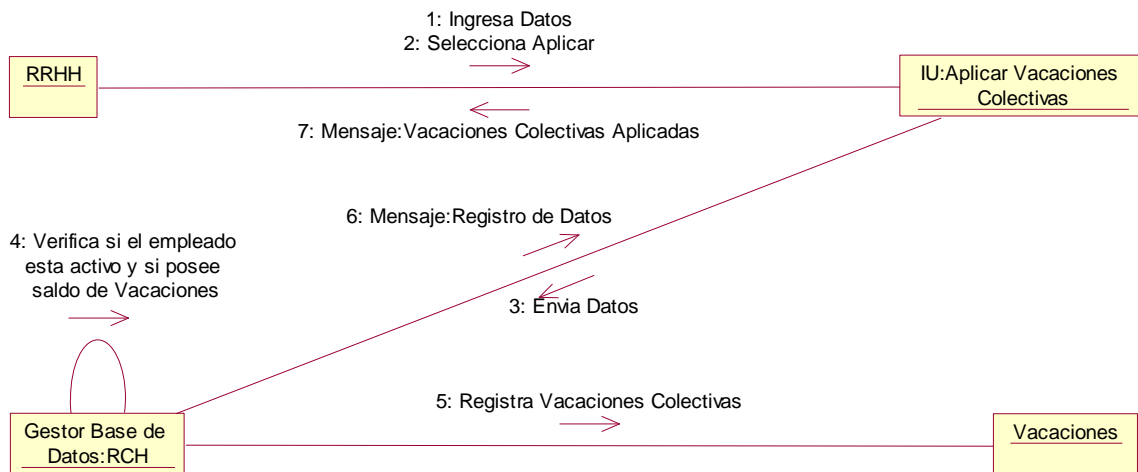 1: Ingresa Datos
2: Selecciona Aplicar
RRHH
IU:Aplicar Vacaciones
Colectivas
7: Mensaje:Vacaciones Colectivas Aplicadas
6: Mensaje:Registro de Datos
4: Verifica si el empleado
esta activo y si posee
saldo de Vacaciones
3: Envia Datos
5: Registra Vacaciones Colectivas
Gestor Base de
Datos:RCH
Vacaciones